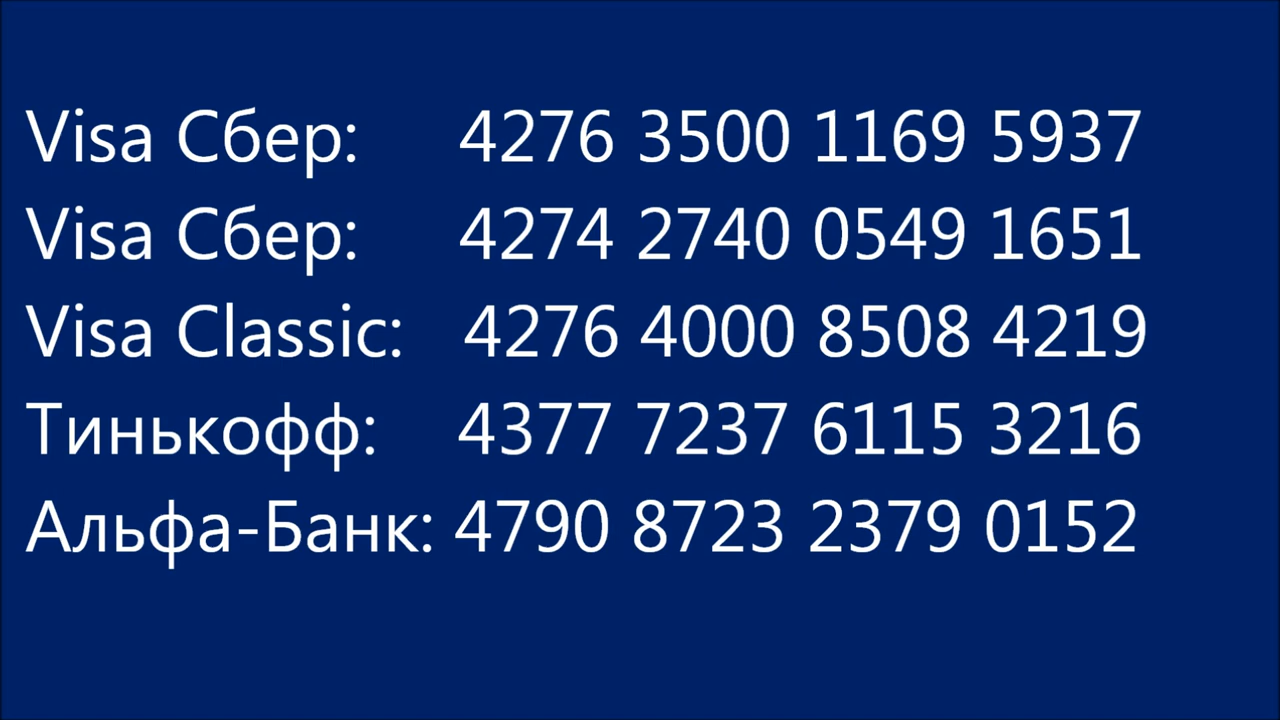 Visa Сбер: 4276 3500 1169 5937
Visa Сбер: 4274 2740 0549 1651
Visa Classic: 4276 4000 8508 4219
Тинькофф: 4377 7237 6115 3216
Альфа-Банк: 4790 8723 2379 0152